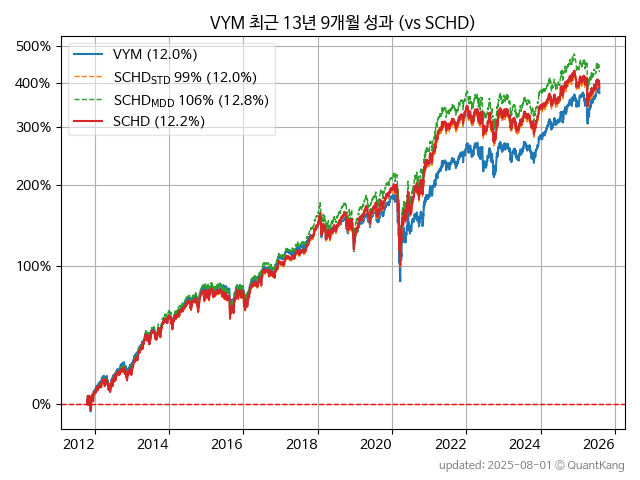 VYM 최근 13년 9개월 성과 (vs SCHD)
500%
400%
300%
200%
100%
0%
VYM (12.0%)
SCHD_STD 99% (12.0%)
SCHD_MDD 106% (12.8%)
SCHD (12.2%)
2012 2014 2016 2018 2020 2022 2024 2026
updated: 2025-08-01 © QuantKang